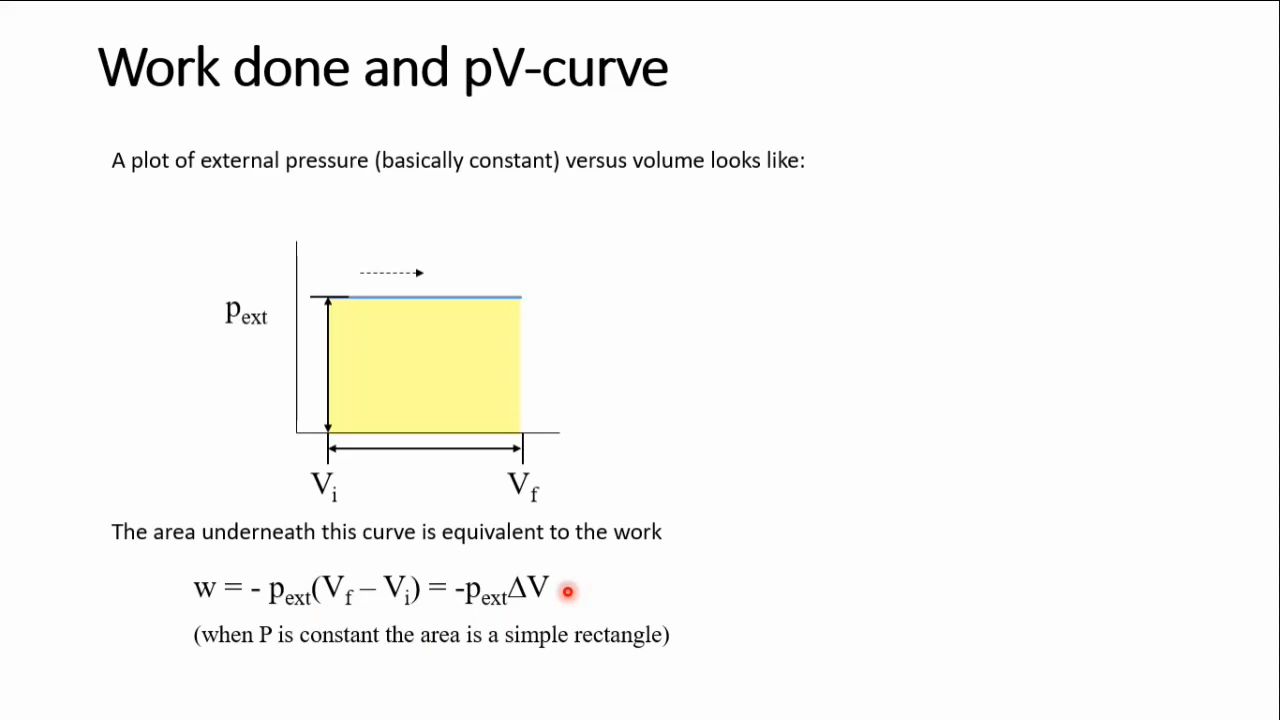 Work done and pV-curve
A plot of external pressure (basically constant) versus volume looks like:
pext
Vi
Vf
The area underneath this curve is equivalent to the work
w = - pext(Vf – Vi) = -pextΔV
(when P is constant the area is a simple rectangle)